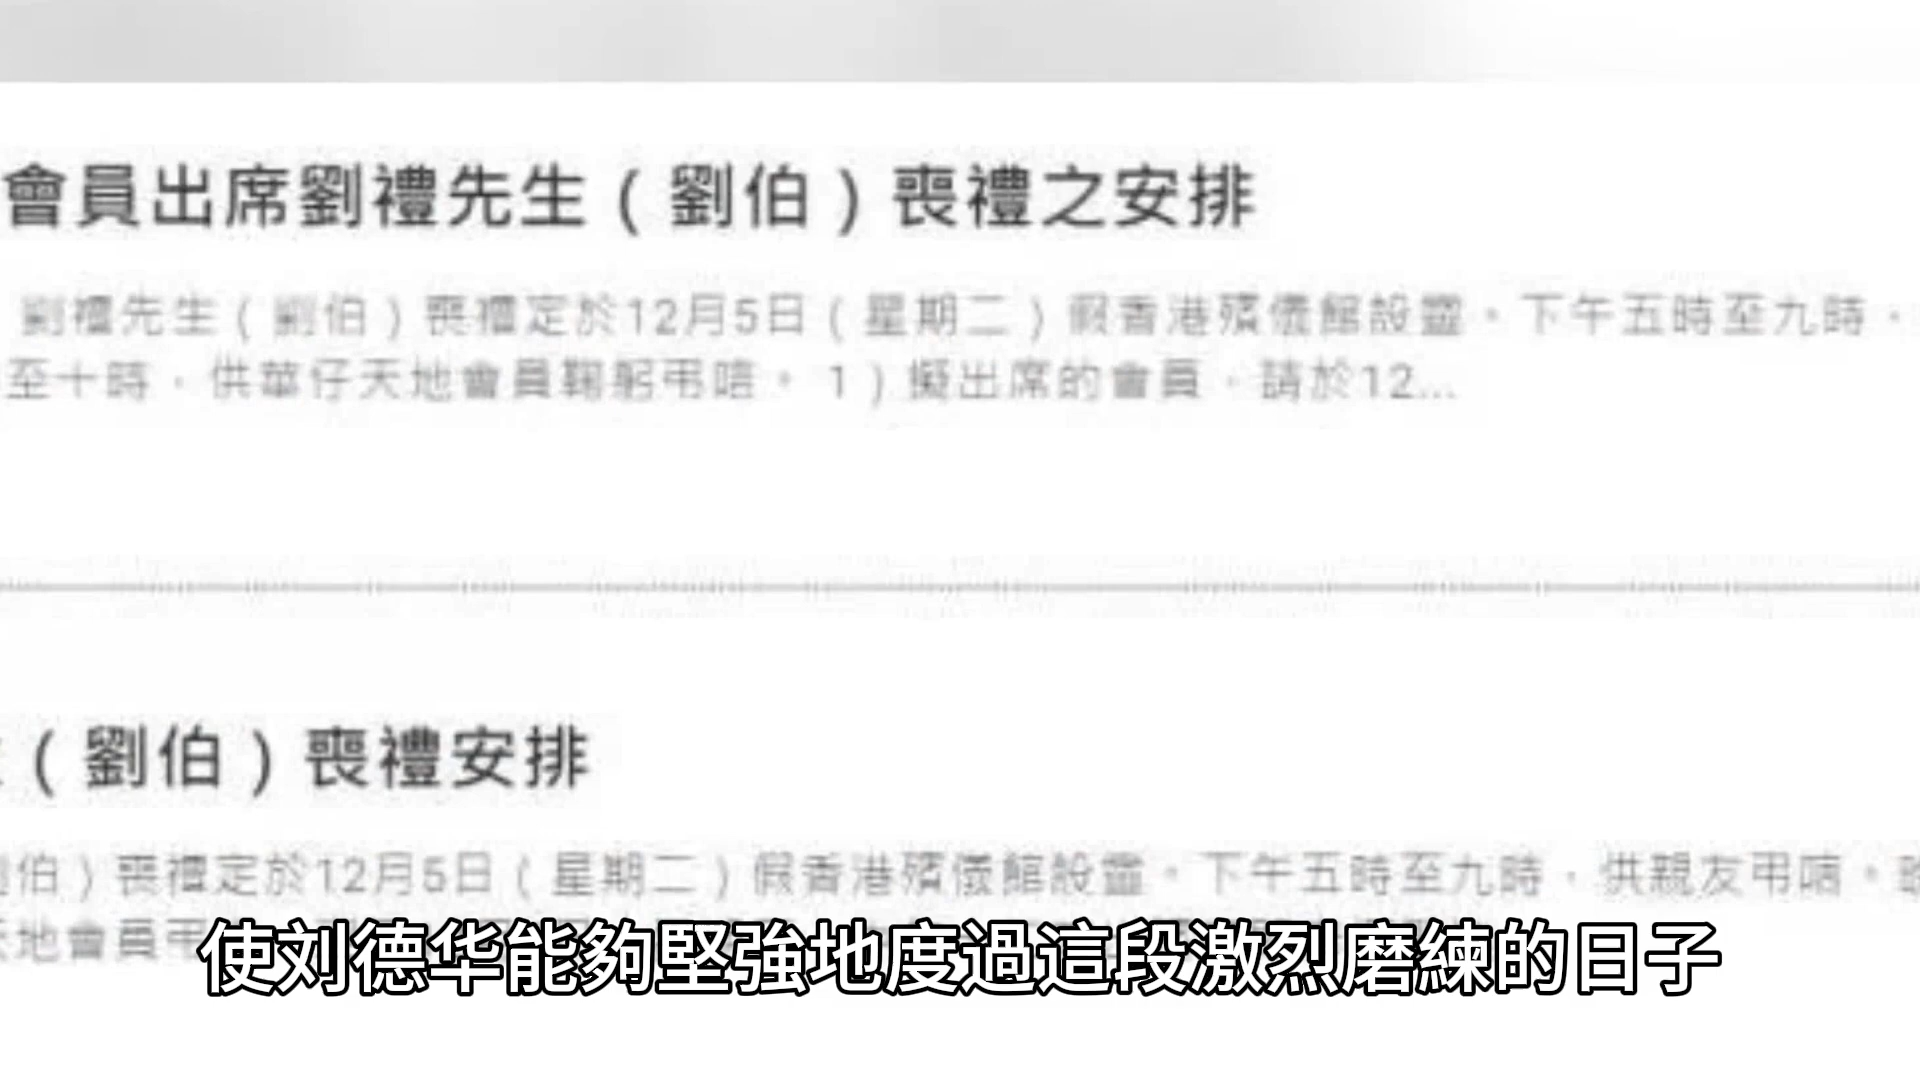 會員出席劉禮先生(劉伯)喪禮之安排
劉禮先生(劉伯)喪禮定於12月5日(星期二)假香港殯儀館設靈。下午五時至九時,
至十時,供華仔天地會員鞠躬弔唁。 1)擬出席的會員,請於12...
(劉伯)喪禮安排
伯)喪禮定於12月5日(星期二)假香港殯儀館設靈。下午五時至九時,供親友弔唁。
地會員弔
使刘德华能夠堅強地度過這段激烈磨練的日子